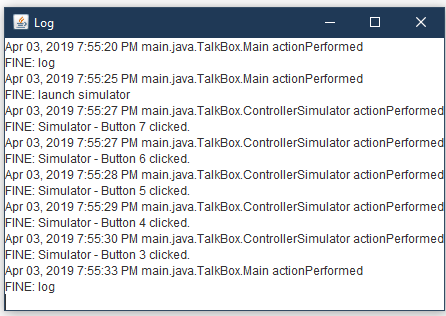 Log
Apr 03, 2019 7:55:20 PM main.java.TalkBox.Main actionPerformed
FINE: log
Apr 03, 2019 7:55:25 PM main.java.TalkBox.Main actionPerformed
FINE: launch simulator
Apr 03, 2019 7:55:27 PM main.java.TalkBox.ControllerSimulator actionPerformed
FINE: Simulator - Button 7 clicked.
Apr 03, 2019 7:55:27 PM main.java.TalkBox.ControllerSimulator actionPerformed
FINE: Simulator - Button 6 clicked.
Apr 03, 2019 7:55:28 PM main.java.TalkBox.ControllerSimulator actionPerformed
FINE: Simulator - Button 5 clicked.
Apr 03, 2019 7:55:29 PM main.java.TalkBox.ControllerSimulator actionPerformed
FINE: Simulator - Button 4 clicked.
Apr 03, 2019 7:55:30 PM main.java.TalkBox.ControllerSimulator actionPerformed
FINE: Simulator - Button 3 clicked.
Apr 03, 2019 7:55:33 PM main.java.TalkBox.Main actionPerformed
FINE: log